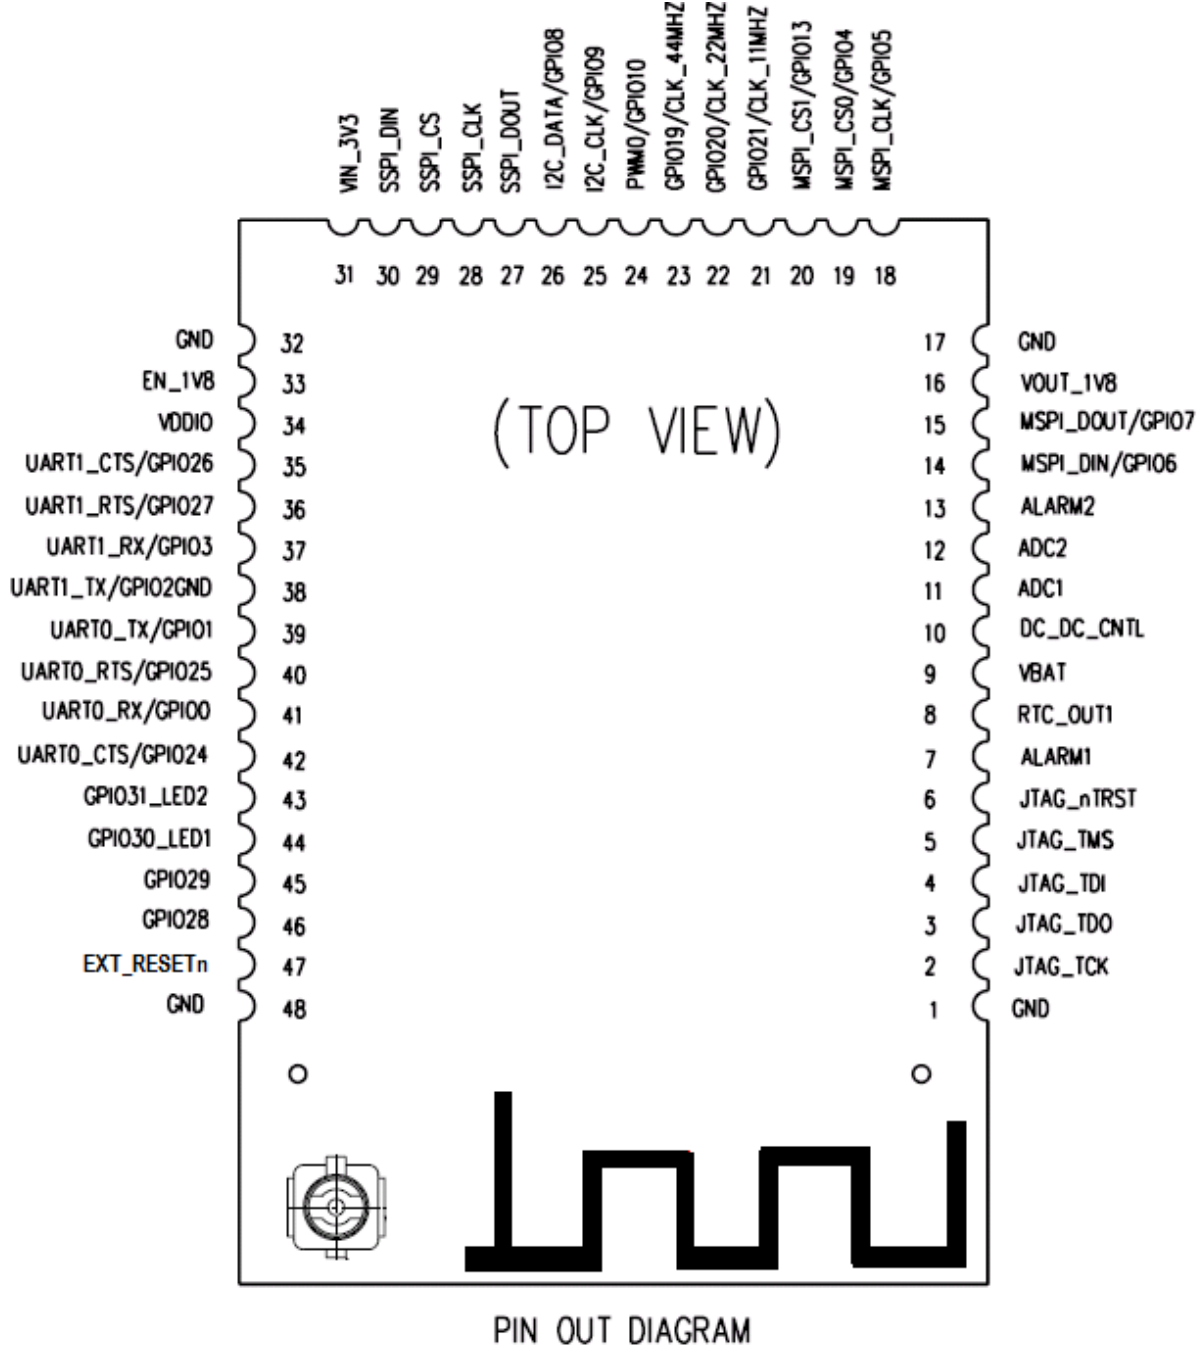 VIN_3V3
SSPI_DIN
SSPI_CS
SSPI_CLK
SSPI_DOUT
I2C_DATA/GPIO8
I2C_CLK/GPIO9
PWM0/GPIO10
GPIO19/CLK_44MHZ
GPIO20/CLK_22MHZ
GPIO21/CLK_11MHZ
MSPI_CS1/GPIO13
MSPI_CS0/GPIO4
MSPI_CLK/GPIO5
31 30 29 28 27 26 25 24 23 22 21 20 19 18
GND 32 17 GND
EN_1V8 33 16 VOUT_1V8
VDDIO 34 15 MSPI_DOUT/GPIO7
(TOP VIEW)
UART1_CTS/GPIO26 35 14 MSPI_DIN/GPIO6
UART1_RTS/GPIO27 36 13 ALARM2
UART1_RX/GPIO3 37 12 ADC2
UART1_TX/GPIO2GND 38 11 ADC1
UART0_TX/GPIO1 39 10 DC_DC_CNTL
UART0_RTS/GPIO25 40 9 VBAT
UART0_RX/GPIO0 41 8 RTC_OUT1
UART0_CTS/GPIO24 42 7 ALARM1
GPIO31_LED2 43 6 JTAG_nTRST
GPIO30_LED1 44 5 JTAG_TMS
GPIO29 45 4 JTAG_TDI
GPIO28 46 3 JTAG_TDO
EXT_RESETn 47 2 JTAG_TCK
GND 48 1 GND
PIN OUT DIAGRAM